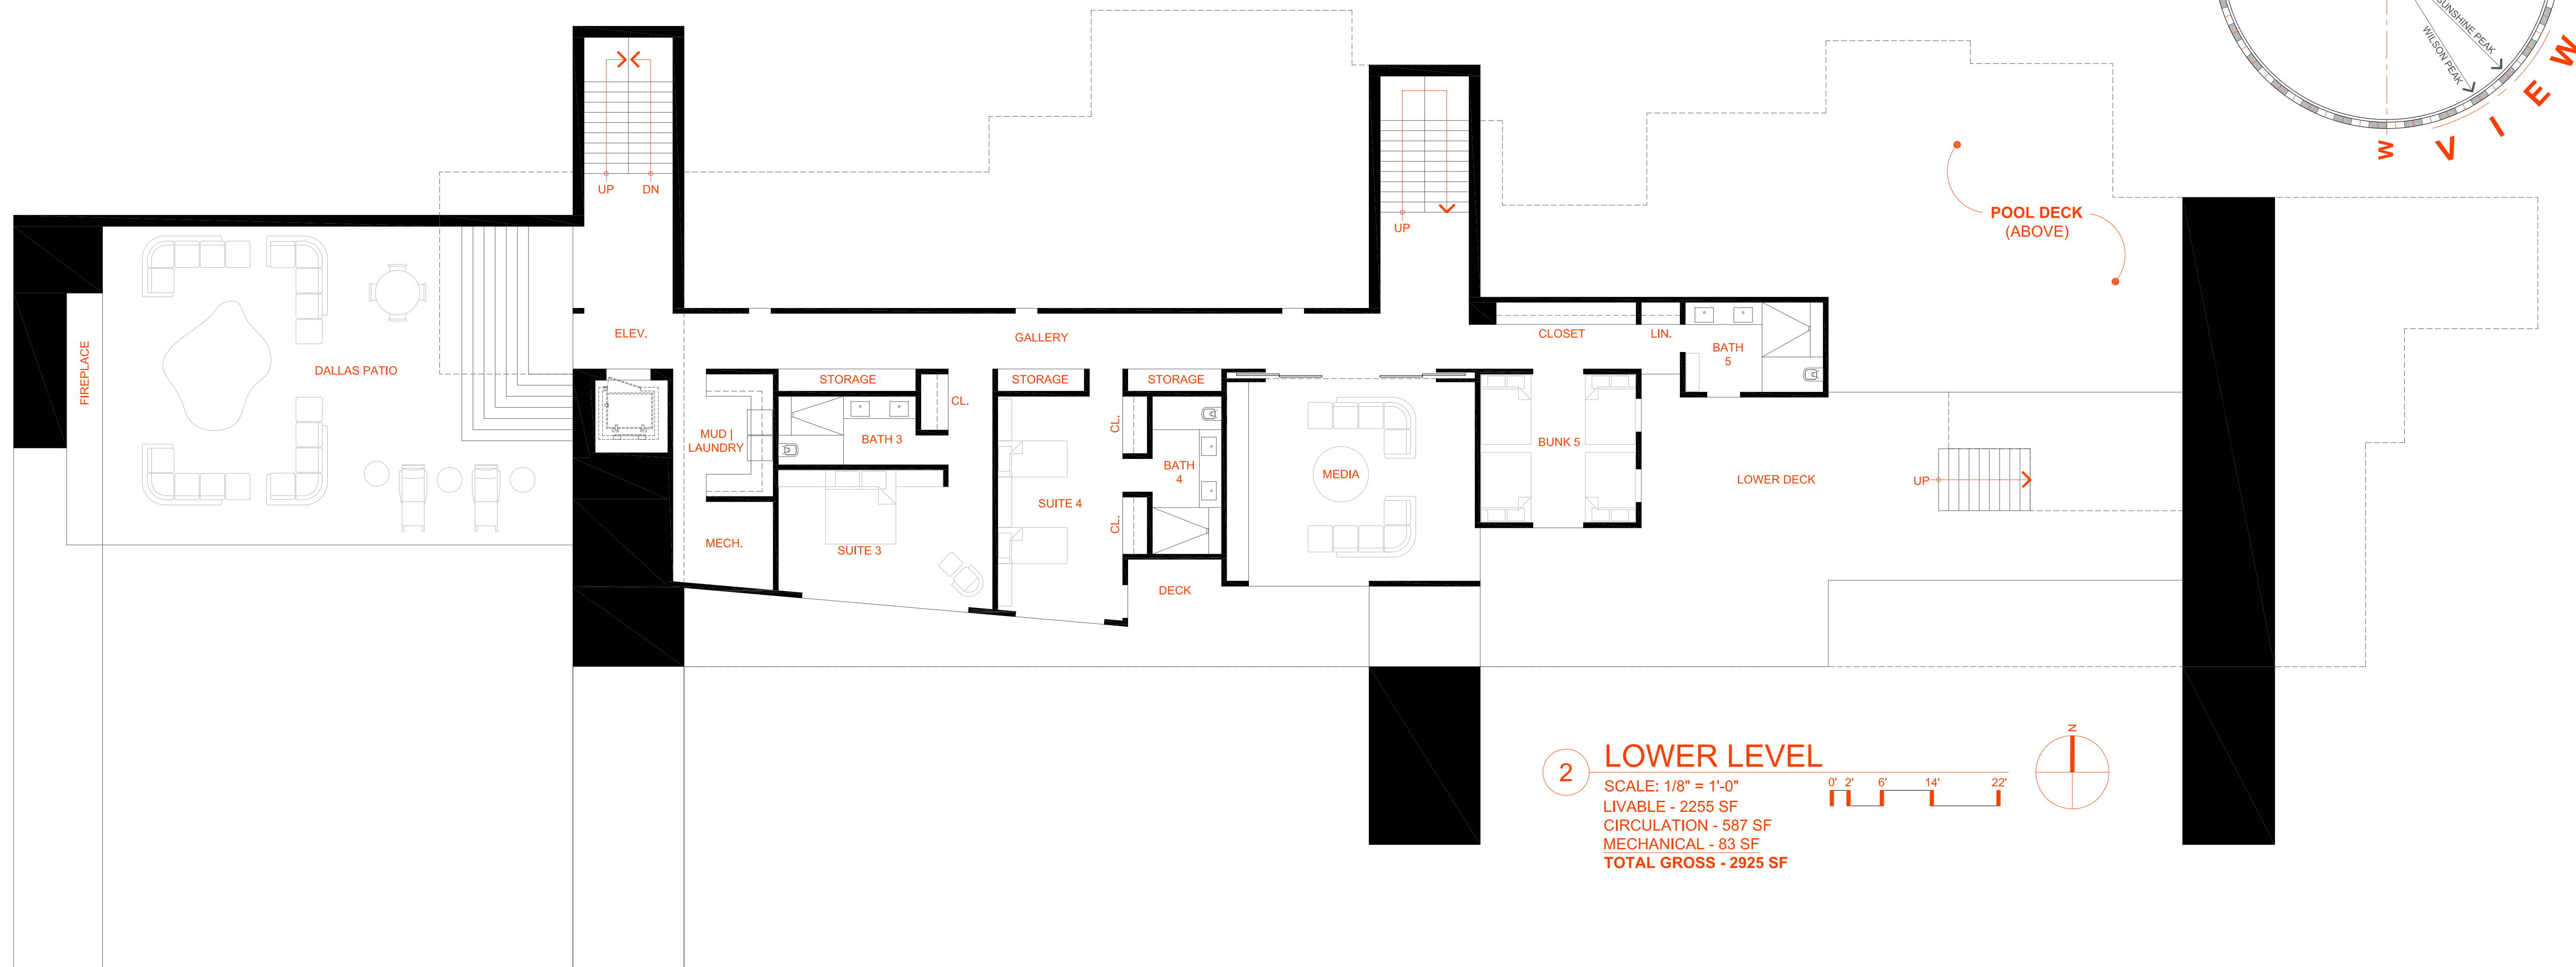 SUNSHINE PEAK
WILSON PEAK
W
VIEW
UP
DN
UP
POOL DECK
(ABOVE)
ELEV.
GALLERY
CLOSET
LIN.
BATH
5
FIREPLACE
DALLAS PATIO
STORAGE
STORAGE
STORAGE
CL.
CL.
MUD |
LAUNDRY
BATH 3
BUNK 5
BATH
4
MEDIA
LOWER DECK
UP
SUITE 4
CL.
MECH.
SUITE 3
DECK
N
2
LOWER LEVEL
SCALE: 1/8" = 1'-0"
0' 2' 6' 14' 22'
LIVABLE - 2255 SF
CIRCULATION - 587 SF
MECHANICAL - 83 SF
TOTAL GROSS - 2925 SF